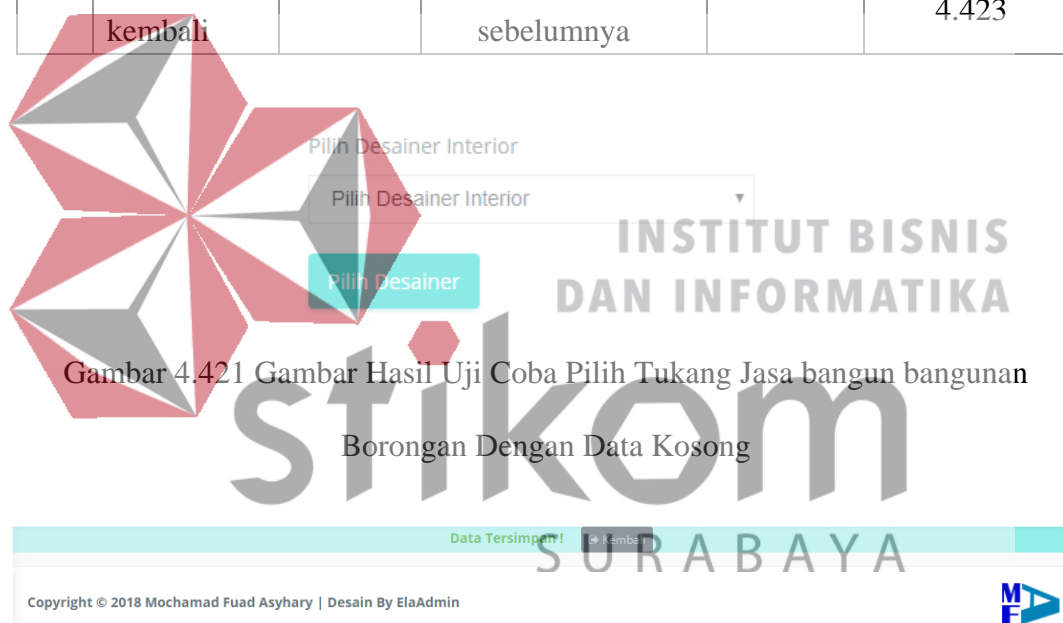 4.423
kembali sebelumnya
Pilih Desainer Interior
Pilih Desainer Interior
INSTITUT BISNIS
Pilih Desainer
DAN INFORMATIKA
Gambar 4.421 Gambar Hasil Uji Coba Pilih Tukang Jasa bangun bangunan
stikom
Borongan Dengan Data Kosong
Data Tersimpan ! Kembali
SURABAYA
Copyright © 2018 Mochamad Fuad Asyhary | Desain By ElaAdmin